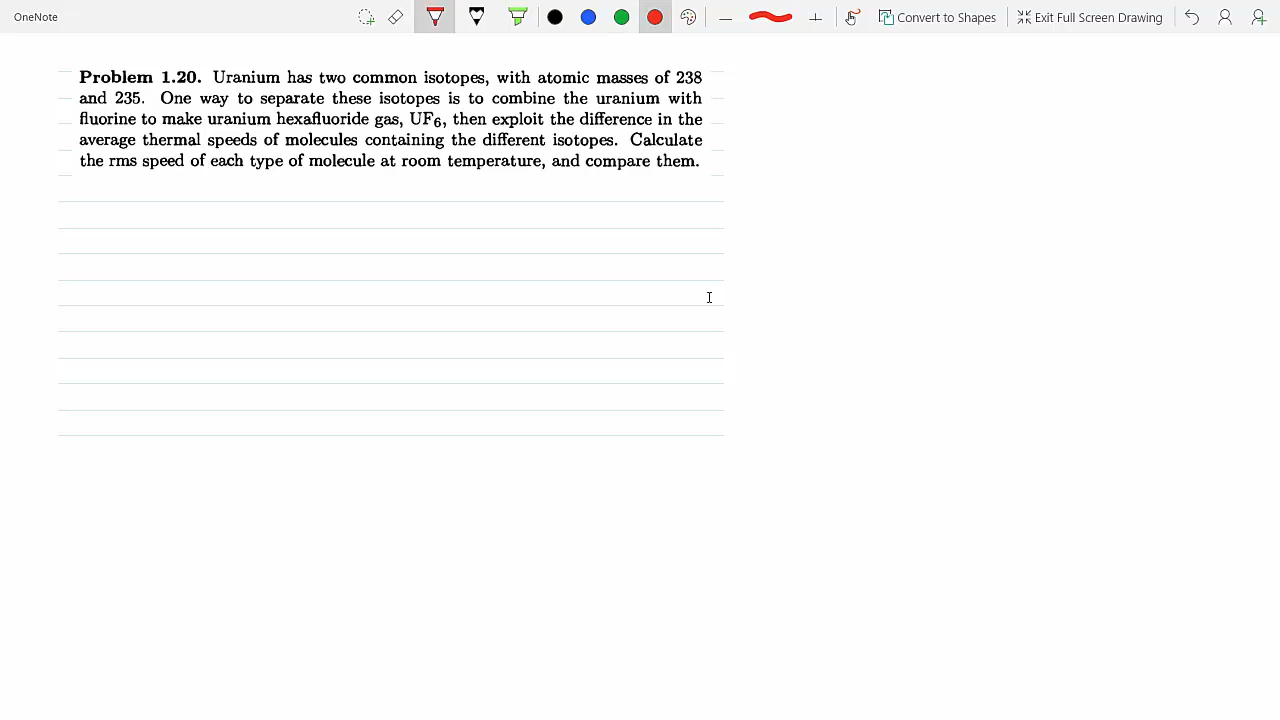 OneNote
Convert to Shapes
Exit Full Screen Drawing
Problem 1.20. Uranium has two common isotopes, with atomic masses of 238
and 235. One way to separate these isotopes is to combine the uranium with
fluorine to make uranium hexafluoride gas, UF6, then exploit the difference in the
average thermal speeds of molecules containing the different isotopes. Calculate
the rms speed of each type of molecule at room temperature, and compare them.